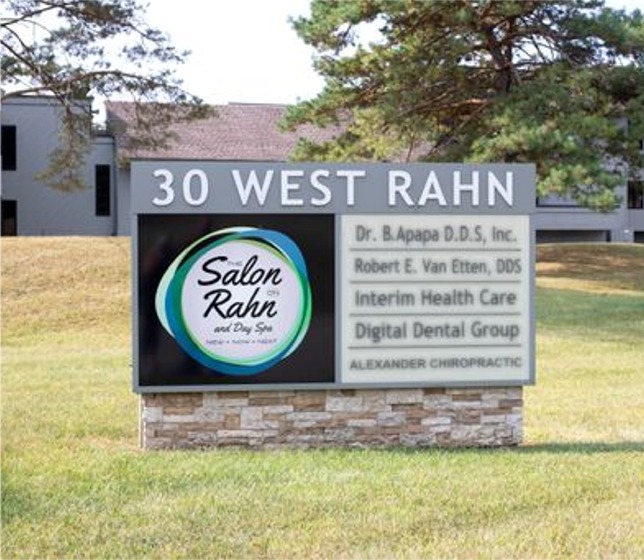 30 WEST RAHN
THE
Salon
ON
Rahn
and Day Spa
NEW • NOW • NEXT
Dr. B.Apapa D.D.S, Inc.
Robert E. Van Etten, DDS
Interim Health Care
Digital Dental Group
ALEXANDER CHIROPRACTIC